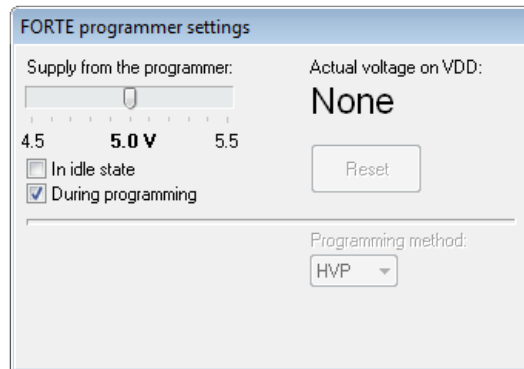 FORTE programmer settings
Supply from the programmer:
4.5 5.0 V 5.5
In idle state
During programming
Actual voltage on VDD:
None
Reset
Programming method:
HVP